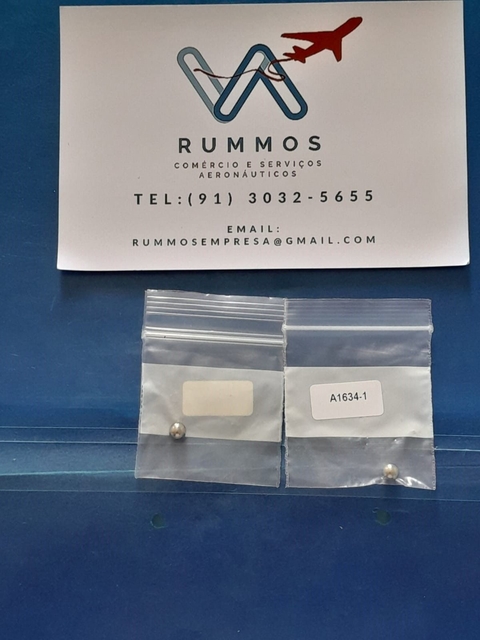 RUMMOS
COMÉRCIO E SERVIÇOS
AERONÁUTICOS
TEL:(91) 3032-5655
EMAIL:
RUMMOSEMPRESA@GMAIL.COM
A1634-1